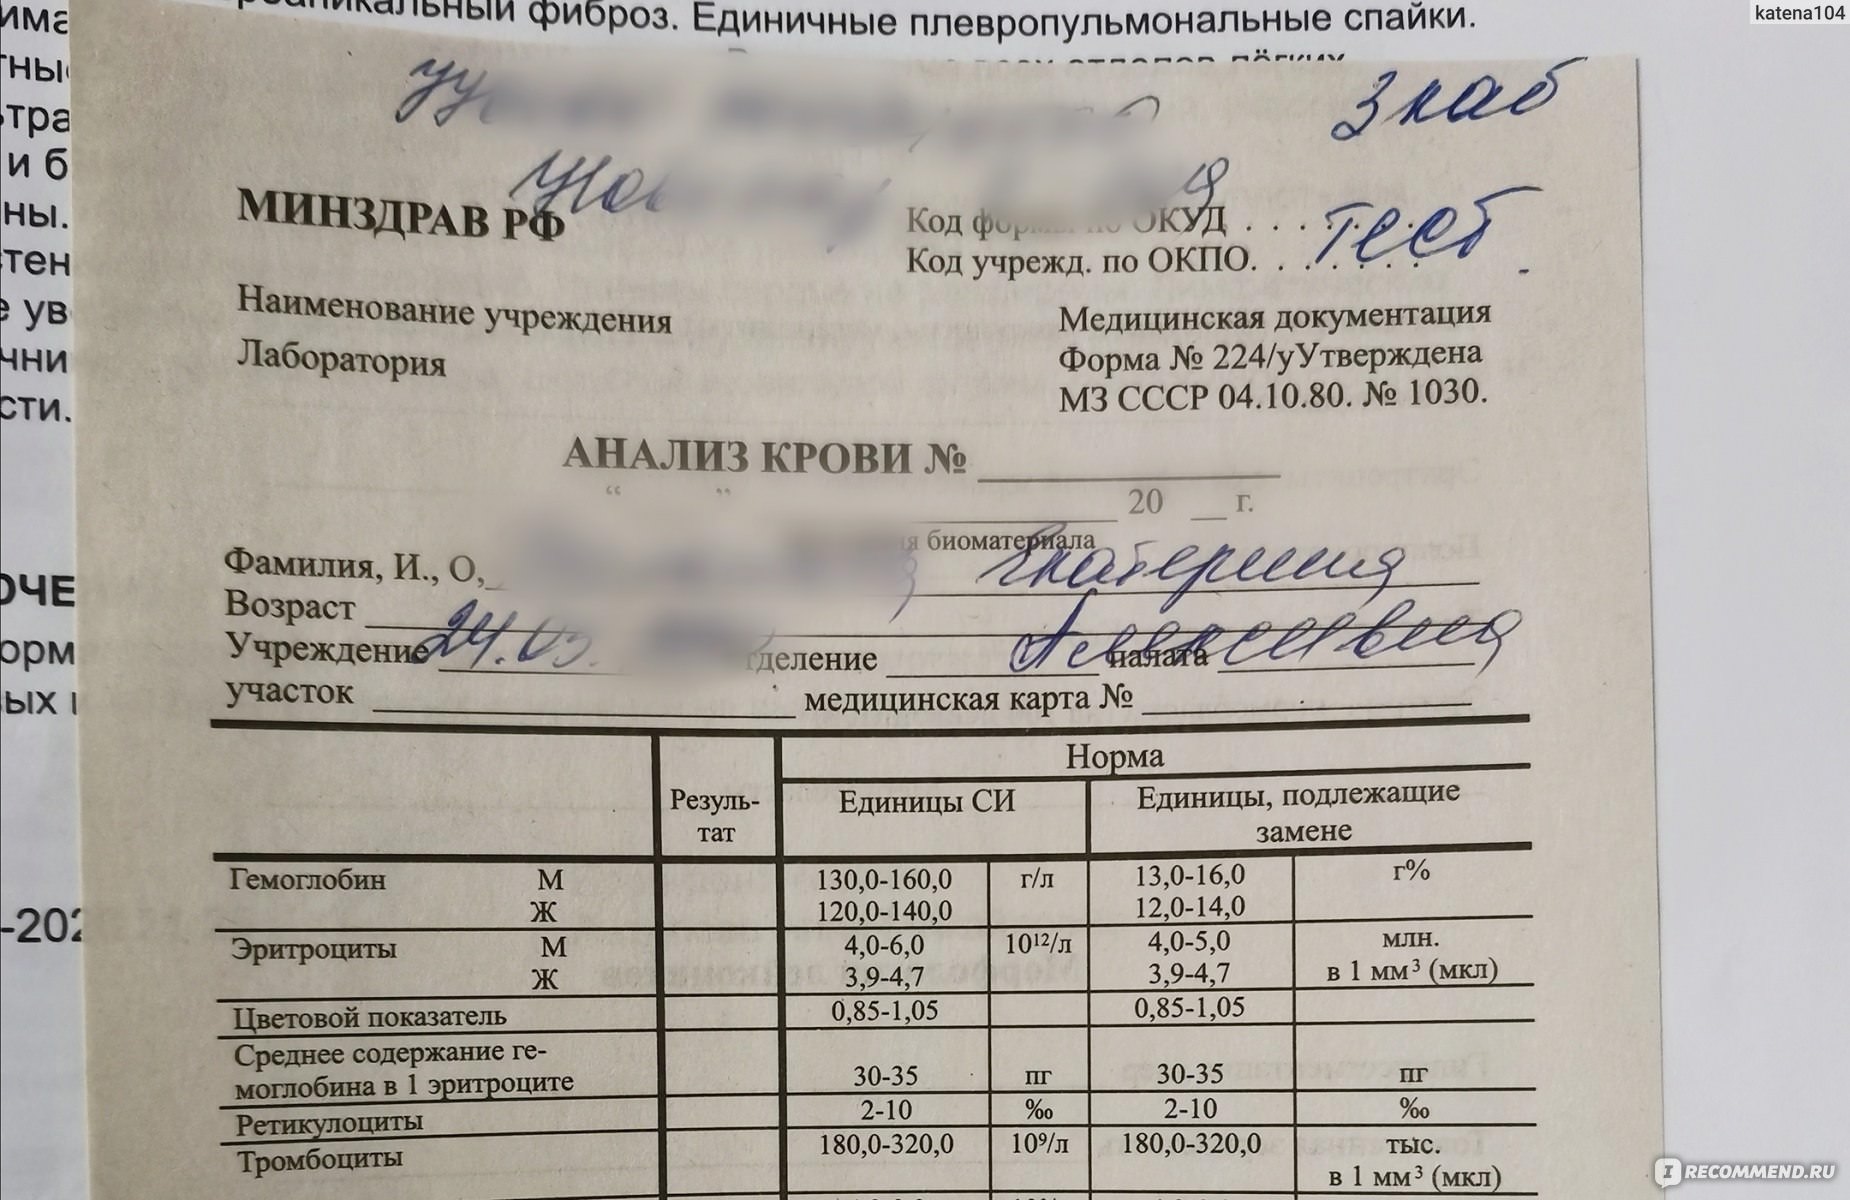 katena104
фиброз. Единичные плевропульмональные спайки.
3 каб
тест
МИНЗДРАВ РФ
Код формы по ОКУД . . . . . .
Код учрежд. по ОКПО. . . . . . .
Наименование учреждения
Лаборатория
Медицинская документация
Форма № 224/уУтверждена
МЗ СССР 04.10.80. № 1030.
АНАЛИЗ КРОВИ №
“ ” 20 __ г.
биоматериала
Фамилия, И., О, Екатерина
Возраст
Алексеевна
24.03.
Учреждение деление палата
участок медицинская карта №
Резуль-
тат
Норма
Единицы СИ
Единицы, подлежащие
замене
Гемоглобин М 130,0-160,0 г/л 13,0-16,0 г%
Ж 120,0-140,0 12,0-14,0
Эритроциты М 4,0-6,0 10¹²/л 4,0-5,0 млн.
Ж 3,9-4,7 3,9-4,7 в 1 мм³ (мкл)
Цветовой показатель 0,85-1,05 0,85-1,05
Среднее содержание ге-
моглобина в 1 эритроците 30-35 пг 30-35 пг
Ретикулоциты 2-10 ‰ 2-10 ‰
Тромбоциты 180,0-320,0 10⁹/л 180,0-320,0 тыс.
в 1 мм³ (мкл)
IRECOMMEND.RU